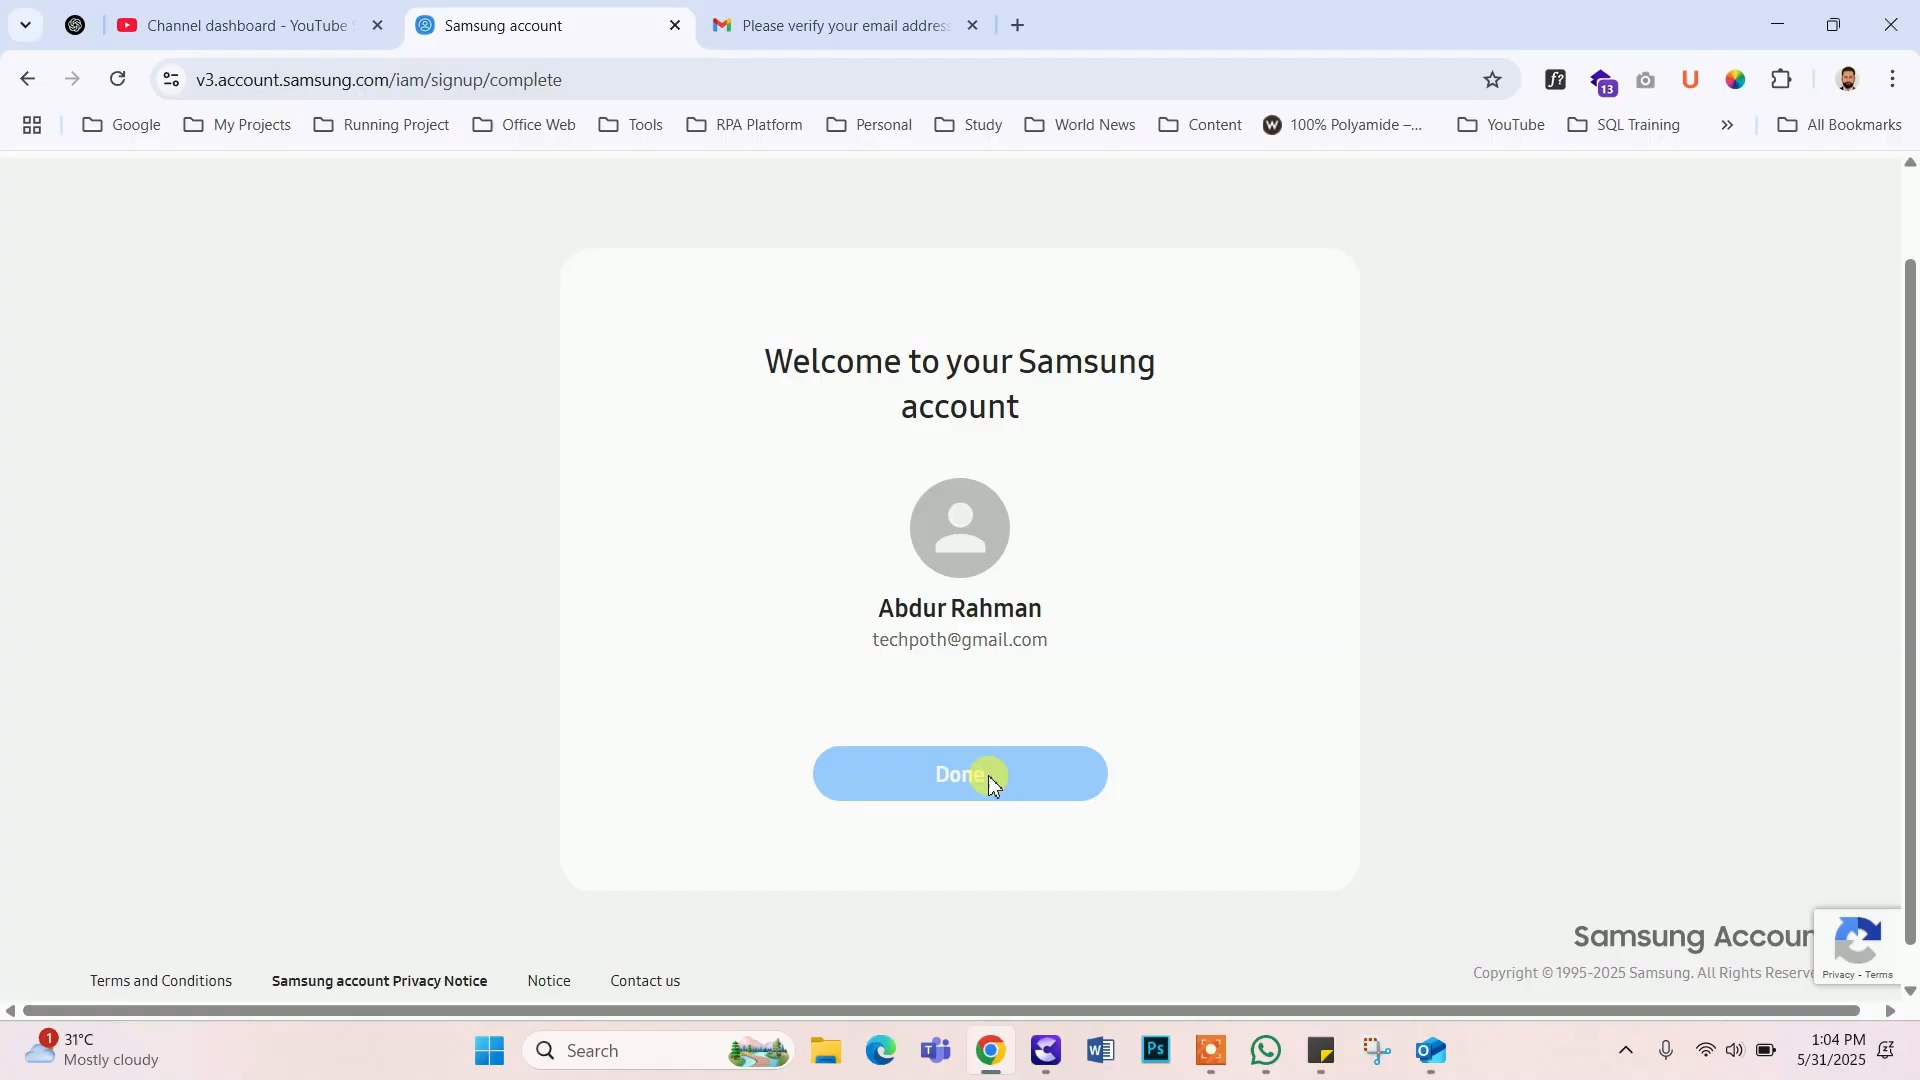 Channel dashboard - YouTube
Samsung account
Please verify your email addres
v3.account.samsung.com/iam/signup/complete
13
Google
My Projects
Running Project
Office Web
Tools
RPA Platform
Personal
Study
World News
Content
W
100% Polyamide –...
YouTube
SQL Training
»
All Bookmarks
Welcome to your Samsung
account
Abdur Rahman
techpoth@gmail.com
Done
Samsung Accoun
Copyright © 1995-2025 Samsung. All Rights Reserve
Privacy - Terms
Terms and Conditions
Samsung account Privacy Notice
Notice
Contact us
1
31°C
Mostly cloudy
Search
Ps
1:04 PM
5/31/2025